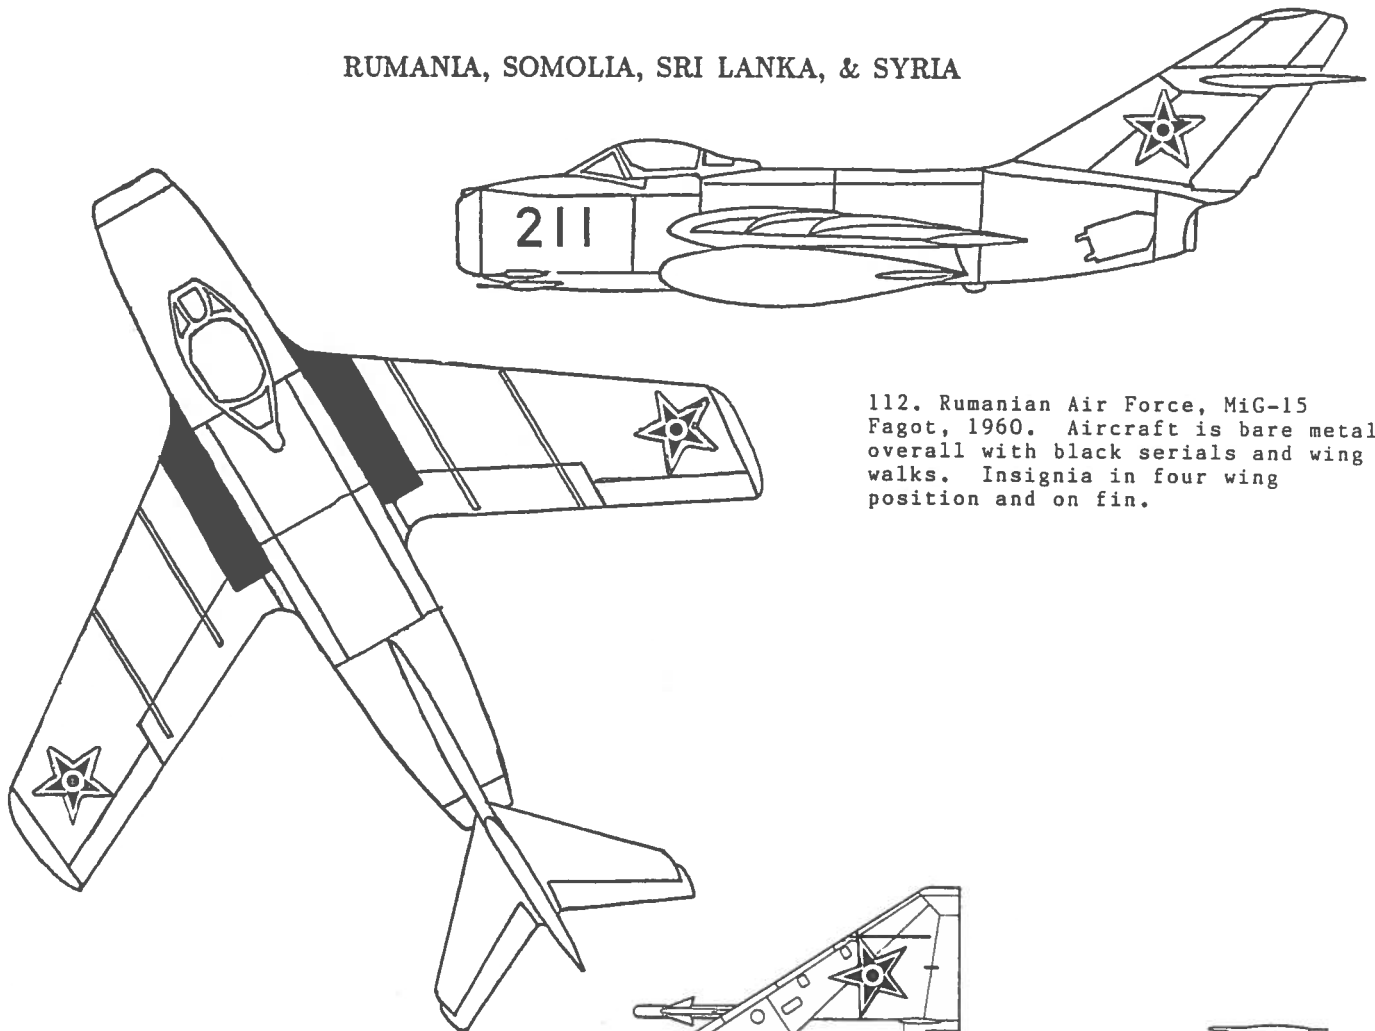 RUMANIA, SOMOLIA, SRI LANKA, & SYRIA
211
112. Rumanian Air Force, MiG-15
Fagot, 1960. Aircraft is bare metal
overall with black serials and wing
walks. Insignia in four wing
position and on fin.